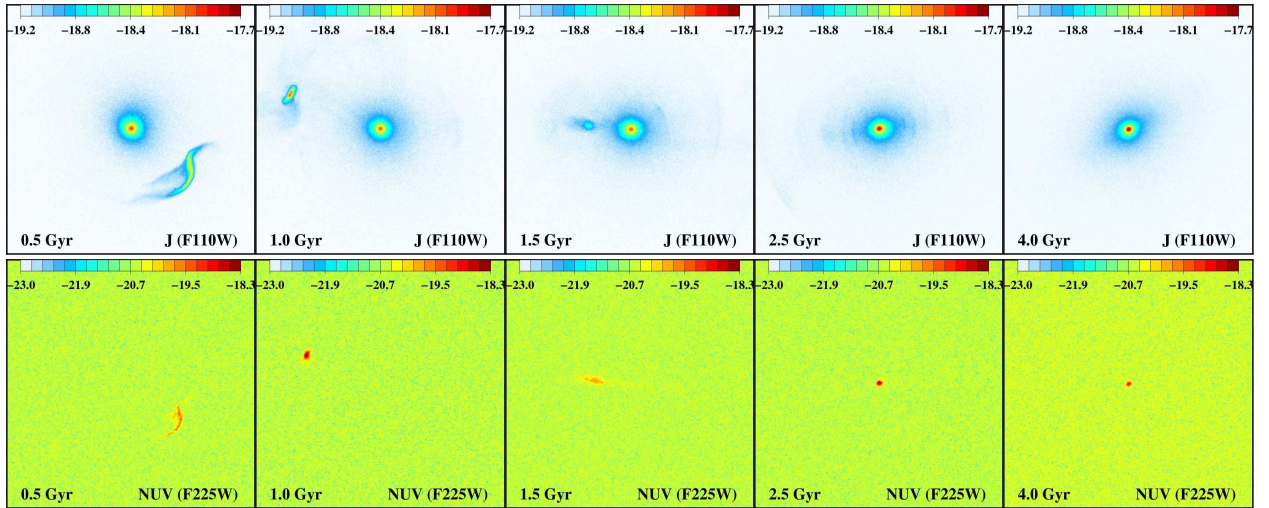 −19.2 −18.8 −18.4 −18.1 −17.7
−19.2 −18.8 −18.4 −18.1 −17.7
−19.2 −18.8 −18.4 −18.1 −17.7
−19.2 −18.8 −18.4 −18.1 −17.7
−19.2 −18.8 −18.4 −18.1 −17.7
0.5 Gyr J (F110W)
1.0 Gyr J (F110W)
1.5 Gyr J (F110W)
2.5 Gyr J (F110W)
4.0 Gyr J (F110W)
−23.0 −21.9 −20.7 −19.5 −18.3
−23.0 −21.9 −20.7 −19.5 −18.3
−23.0 −21.9 −20.7 −19.5 −18.3
−23.0 −21.9 −20.7 −19.5 −18.3
−23.0 −21.9 −20.7 −19.5 −18.3
0.5 Gyr NUV (F225W)
1.0 Gyr NUV (F225W)
1.5 Gyr NUV (F225W)
2.5 Gyr NUV (F225W)
4.0 Gyr NUV (F225W)